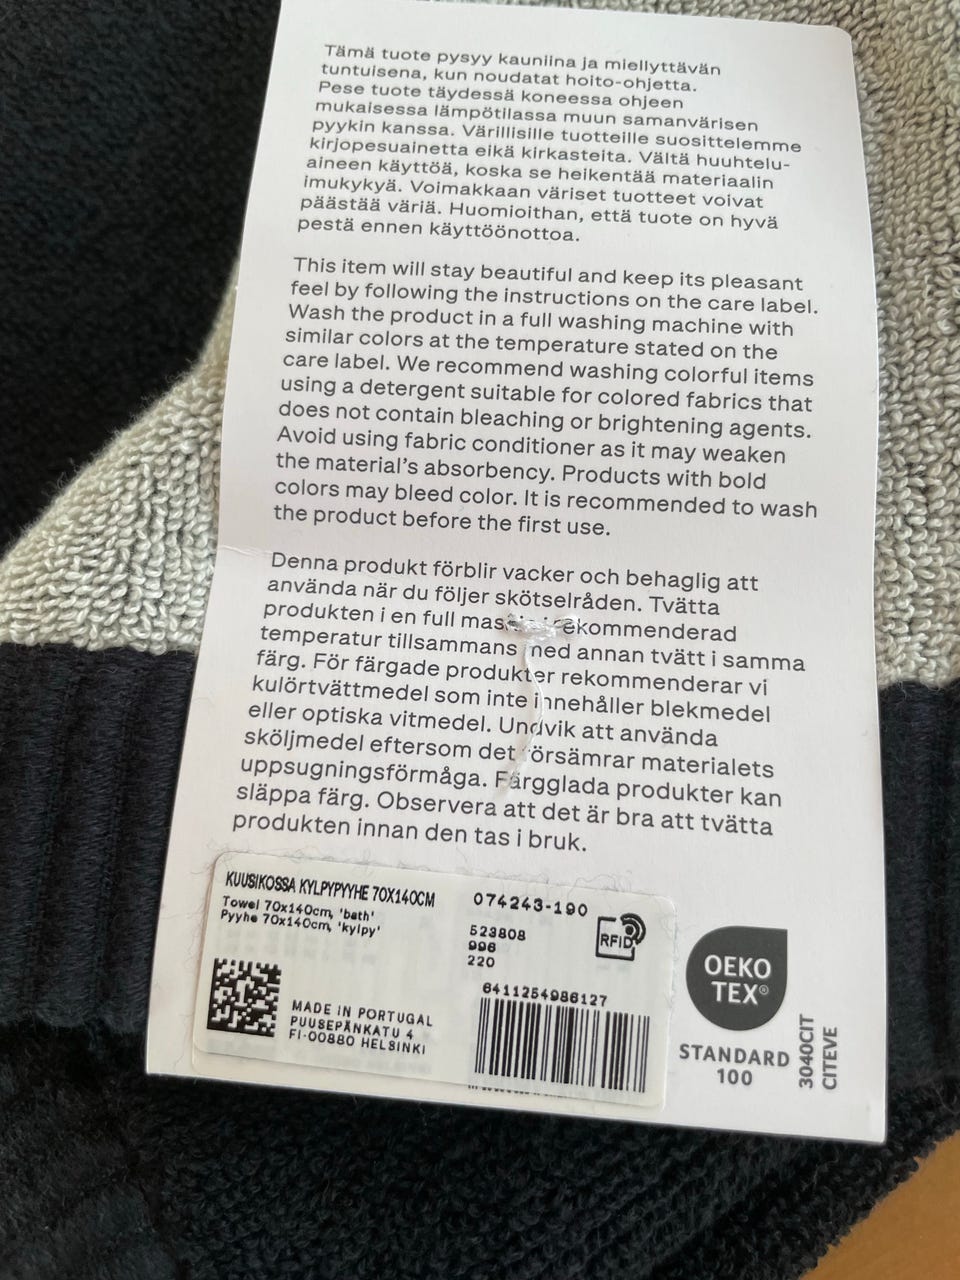 Tämä tuote pysyy kauniina ja miellyttävän
tuntuisena, kun noudatat hoito-ohjetta.
Pese tuote täydessä koneessa ohjeen
mukaisessa lämpötilassa muun samanvärisen
pyykin kanssa. Värillisille tuotteille suosittelemme
kirjopesuainetta eikä kirkasteita. Vältä huuhtelu-
aineen käyttöä, koska se heikentää materiaalin
imukykyä. Voimakkaan väriset tuotteet voivat
päästää väriä. Huomioithan, että tuote on hyvä
pestä ennen käyttöönottoa.
This item will stay beautiful and keep its pleasant
feel by following the instructions on the care label.
Wash the product in a full washing machine with
similar colors at the temperature stated on the
care label. We recommend washing colorful items
using a detergent suitable for colored fabrics that
does not contain bleaching or brightening agents.
Avoid using fabric conditioner as it may weaken
the material's absorbency. Products with bold
colors may bleed color. It is recommended to wash
the product before the first use.
Denna produkt förblir vacker och behaglig att
använda när du följer skötselråden. Tvätta
produkten i en full rekommenderad
temperatur tillsammans med annan tvätt i samma
färg. För färgade produkter rekommenderar vi
kulörtvättmedel som inte innehåller blekmedel
eller optiska vitmedel. Undvik att använda
sköljmedel eftersom det försämrar materialets
uppsugningsförmåga. Färgglada produkter kan
släppa färg. Observera att det är bra att tvätta
produkten innan den tas i bruk.
KUUSIKOSSA KYLPYPYYHE 70X140CM
Towel 70x140cm, 'bath'
Pyyhe 70x140cm, 'kylpy'
074243-190
523808
996
220
RFID
6411254986127
MADE IN PORTUGAL
PUUSEPÄNKATU 4
FI-00880 HELSINKI
OEKO
TEX®
STANDARD
100
3040CIT
CITEVE